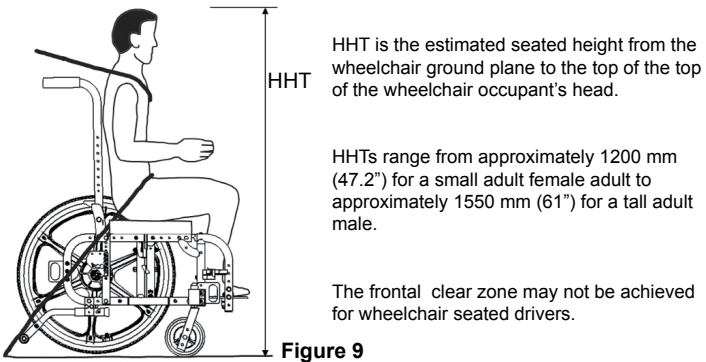 HHT
HHT is the estimated seated height from the
wheelchair ground plane to the top of the top
of the wheelchair occupant’s head.
HHTs range from approximately 1200 mm
(47.2”) for a small adult female adult to
approximately 1550 mm (61”) for a tall adult
male.
The frontal  clear zone may not be achieved
for wheelchair seated drivers.
Figure 9